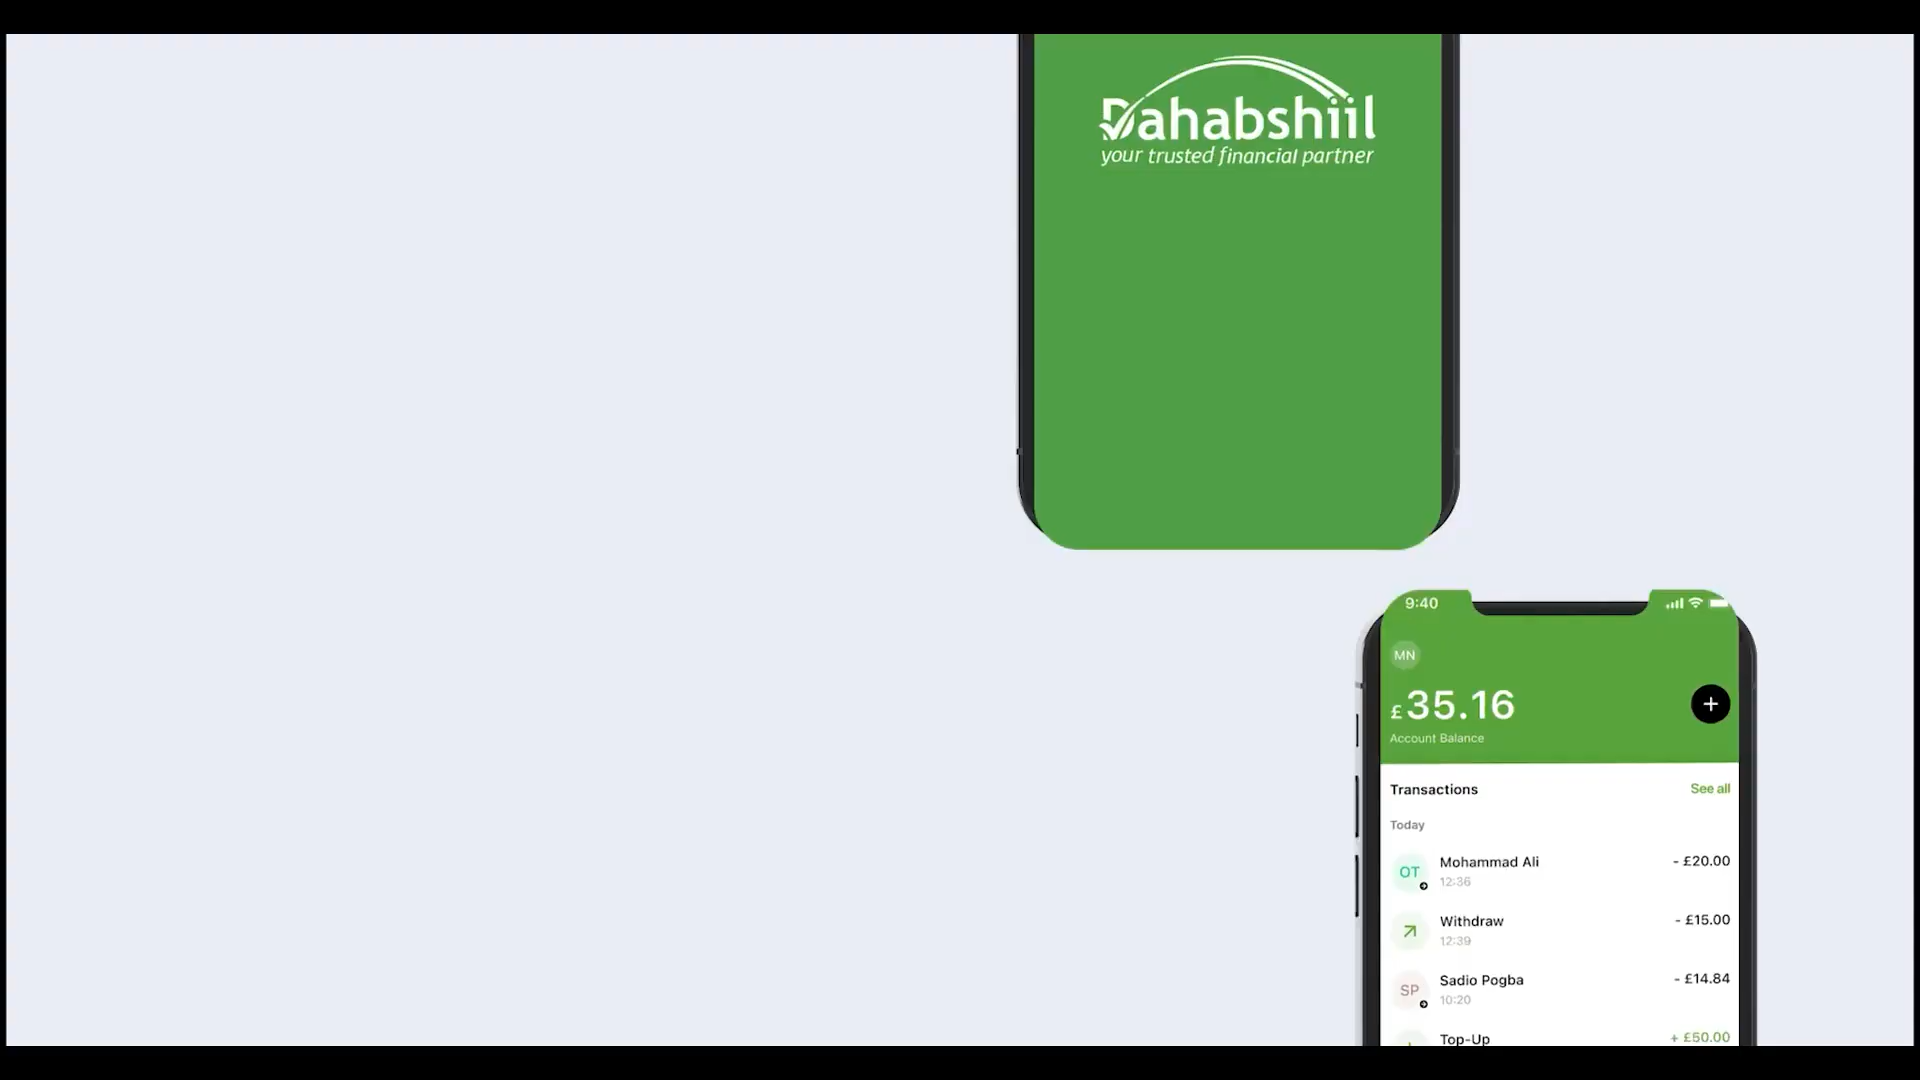 Dahabshiil
your trusted financial partner
9:40
MN
£35.16
Account Balance
Transactions See all
Today
OT Mohammad Ali - £20.00
12:36
Withdraw - £15.00
12:39
SP Sadio Pogba - £14.84
10:20
Top-Up + £50.00